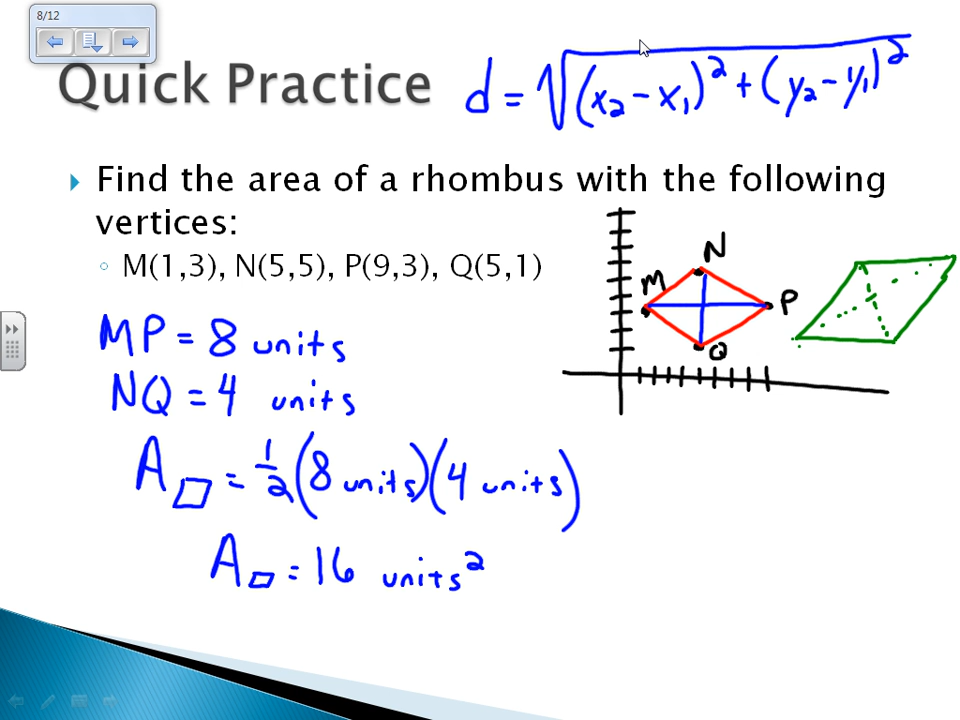 8/12
Quick Practice
d = √(x₂ - x₁)² + (y₂ - y₁)²
Find the area of a rhombus with the following
vertices:
M(1,3), N(5,5), P(9,3), Q(5,1)
N
M
P
Q
MP = 8 units
NQ = 4 units
A▱ = 1/2 (8 units)(4 units)
A▱ = 16 units²